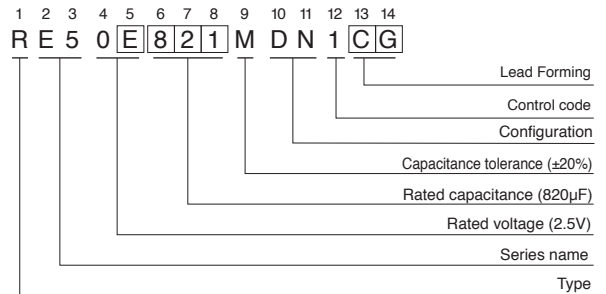 1 2 3 4 5 6 7 8 9 10 11 12 13 14
R E 5 0 E 8 2 1 M D N 1 C G
Lead Forming
Control code
Configuration
Capacitance tolerance (±20%)
Rated capacitance (820μF)
Rated voltage (2.5V)
Series name
Type